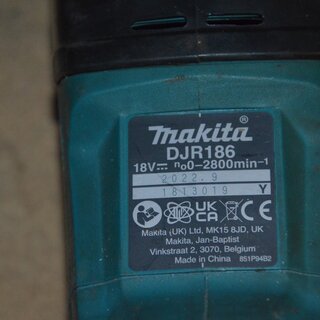 makita®
DJR186
18V⎓ n₀0-2800min⁻¹
2022.9
1813019 Y
UK CA CE
Makita (UK) Ltd, MK15 8JD, UK
Makita, Jan-Baptist
Vinkstraat 2, 3070, Belgium
Made in China 851P94B2